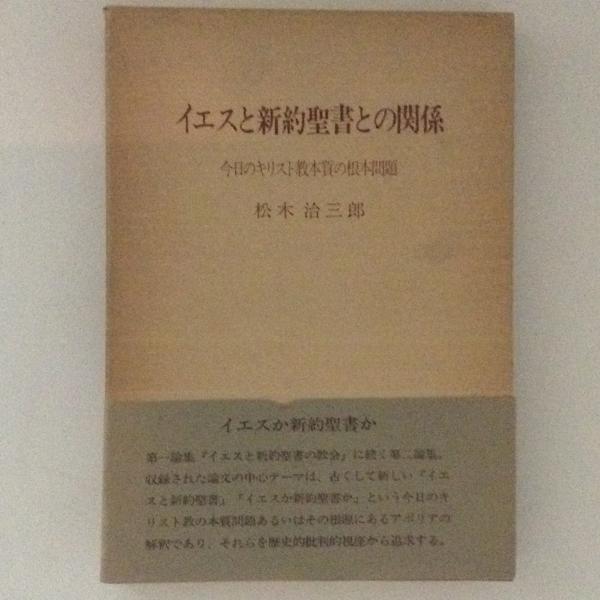 イエスと新約聖書との関係
今日のキリスト教本質の根本問題
松木治三郎
イエスか新約聖書か
第一論集『イエスと新約聖書の教会』に続く第二論集。
収録された論文の中心テーマは、古くして新しい『イエ
スと新約聖書』『イエスか新約聖書か』という今日のキ
リスト教の本質問題あるいはその根源にあるアポリアの
解釈であり、それらを歴史的批判的視座から追求する。